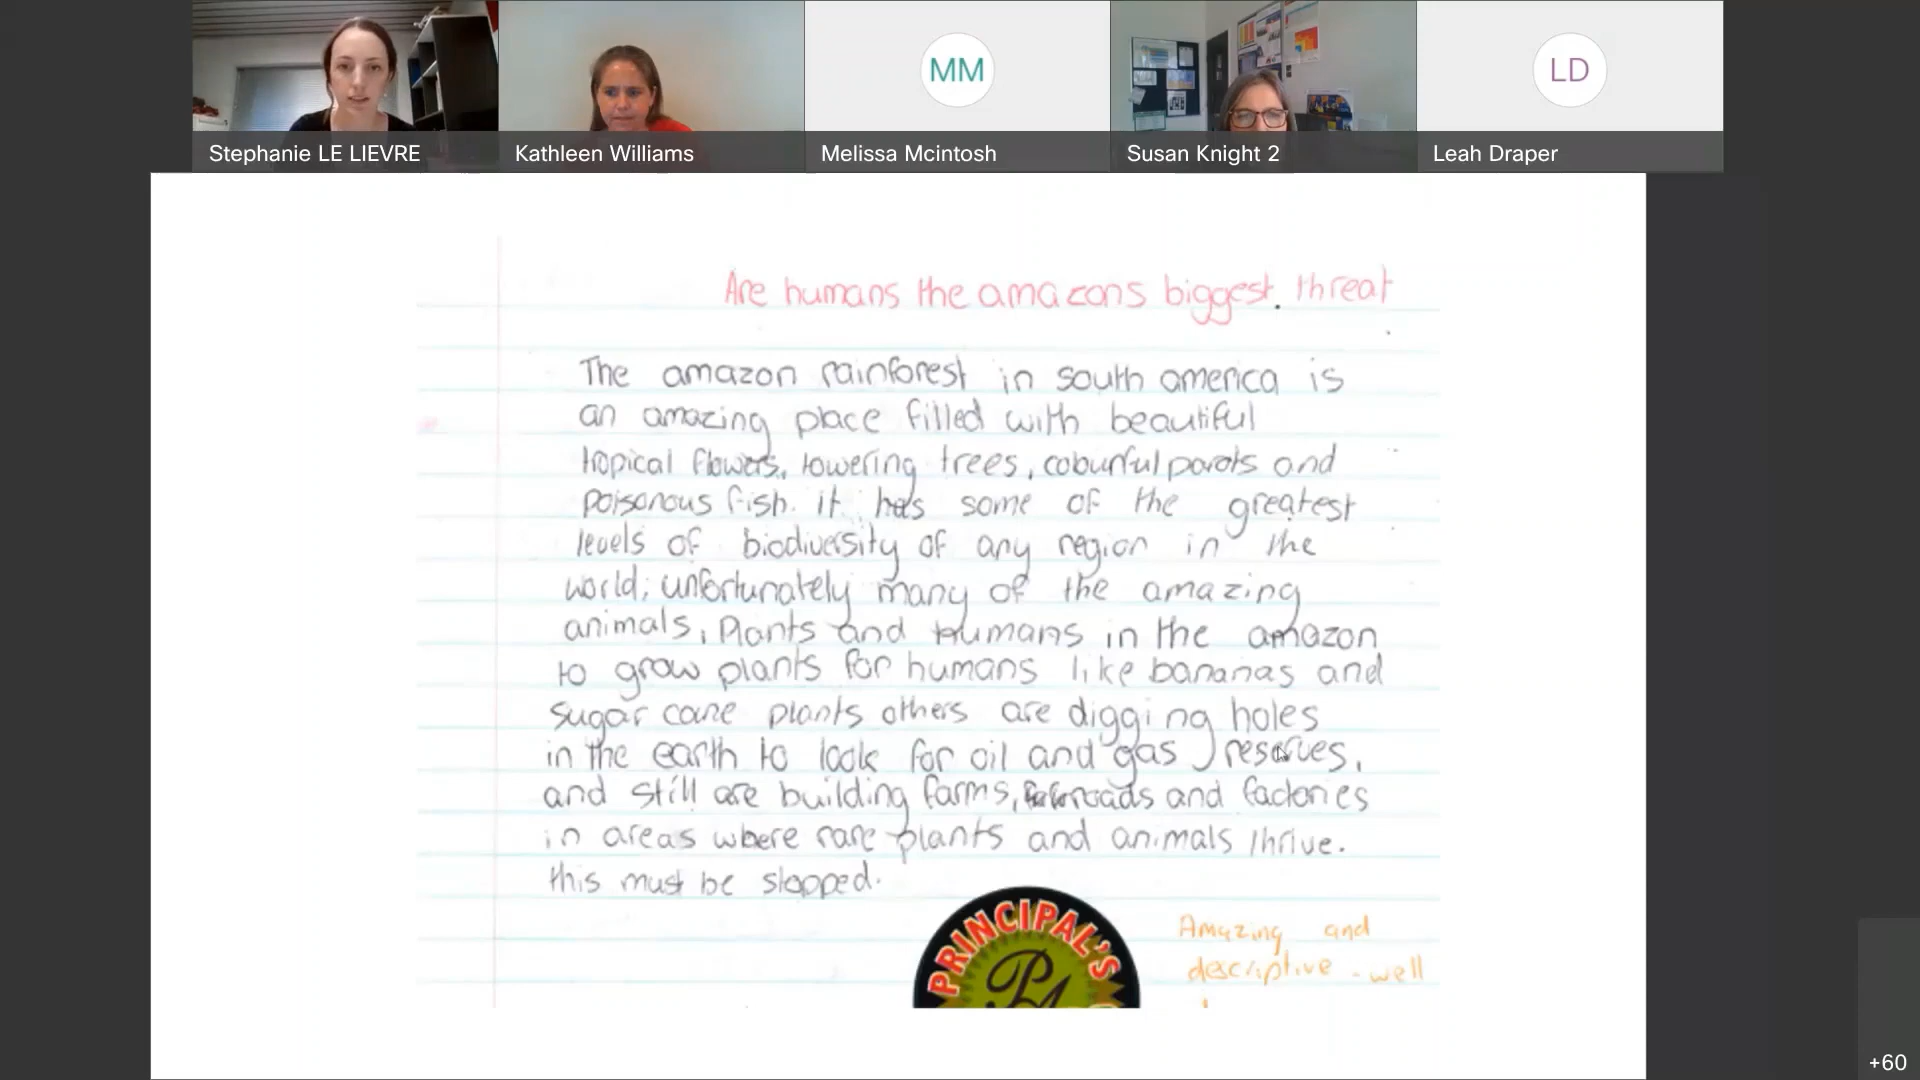 Stephanie LE LIEVRE
Kathleen Williams
MM
Melissa Mcintosh
Susan Knight 2
LD
Leah Draper
Are humans the amazons biggest threat
The amazon rainforest in south america is
an amazing place filled with beautiful
tropical flowers, towering trees, colourful parots and
poisonous fish. it has some of the greatest
levels of biodiversity of any region in the
world; unfortunately many of the amazing
animals, Plants and Humans in the amazon
to grow plants for humans like bananas and
sugar cane plants others are digging holes
in the earth to look for oil and gas reserves,
and still are building farms, roads and factories
in areas where rare plants and animals thrive.
this must be stopped.
PRINCIPAL'S
PA
Amazing and
descriptive - well
+60